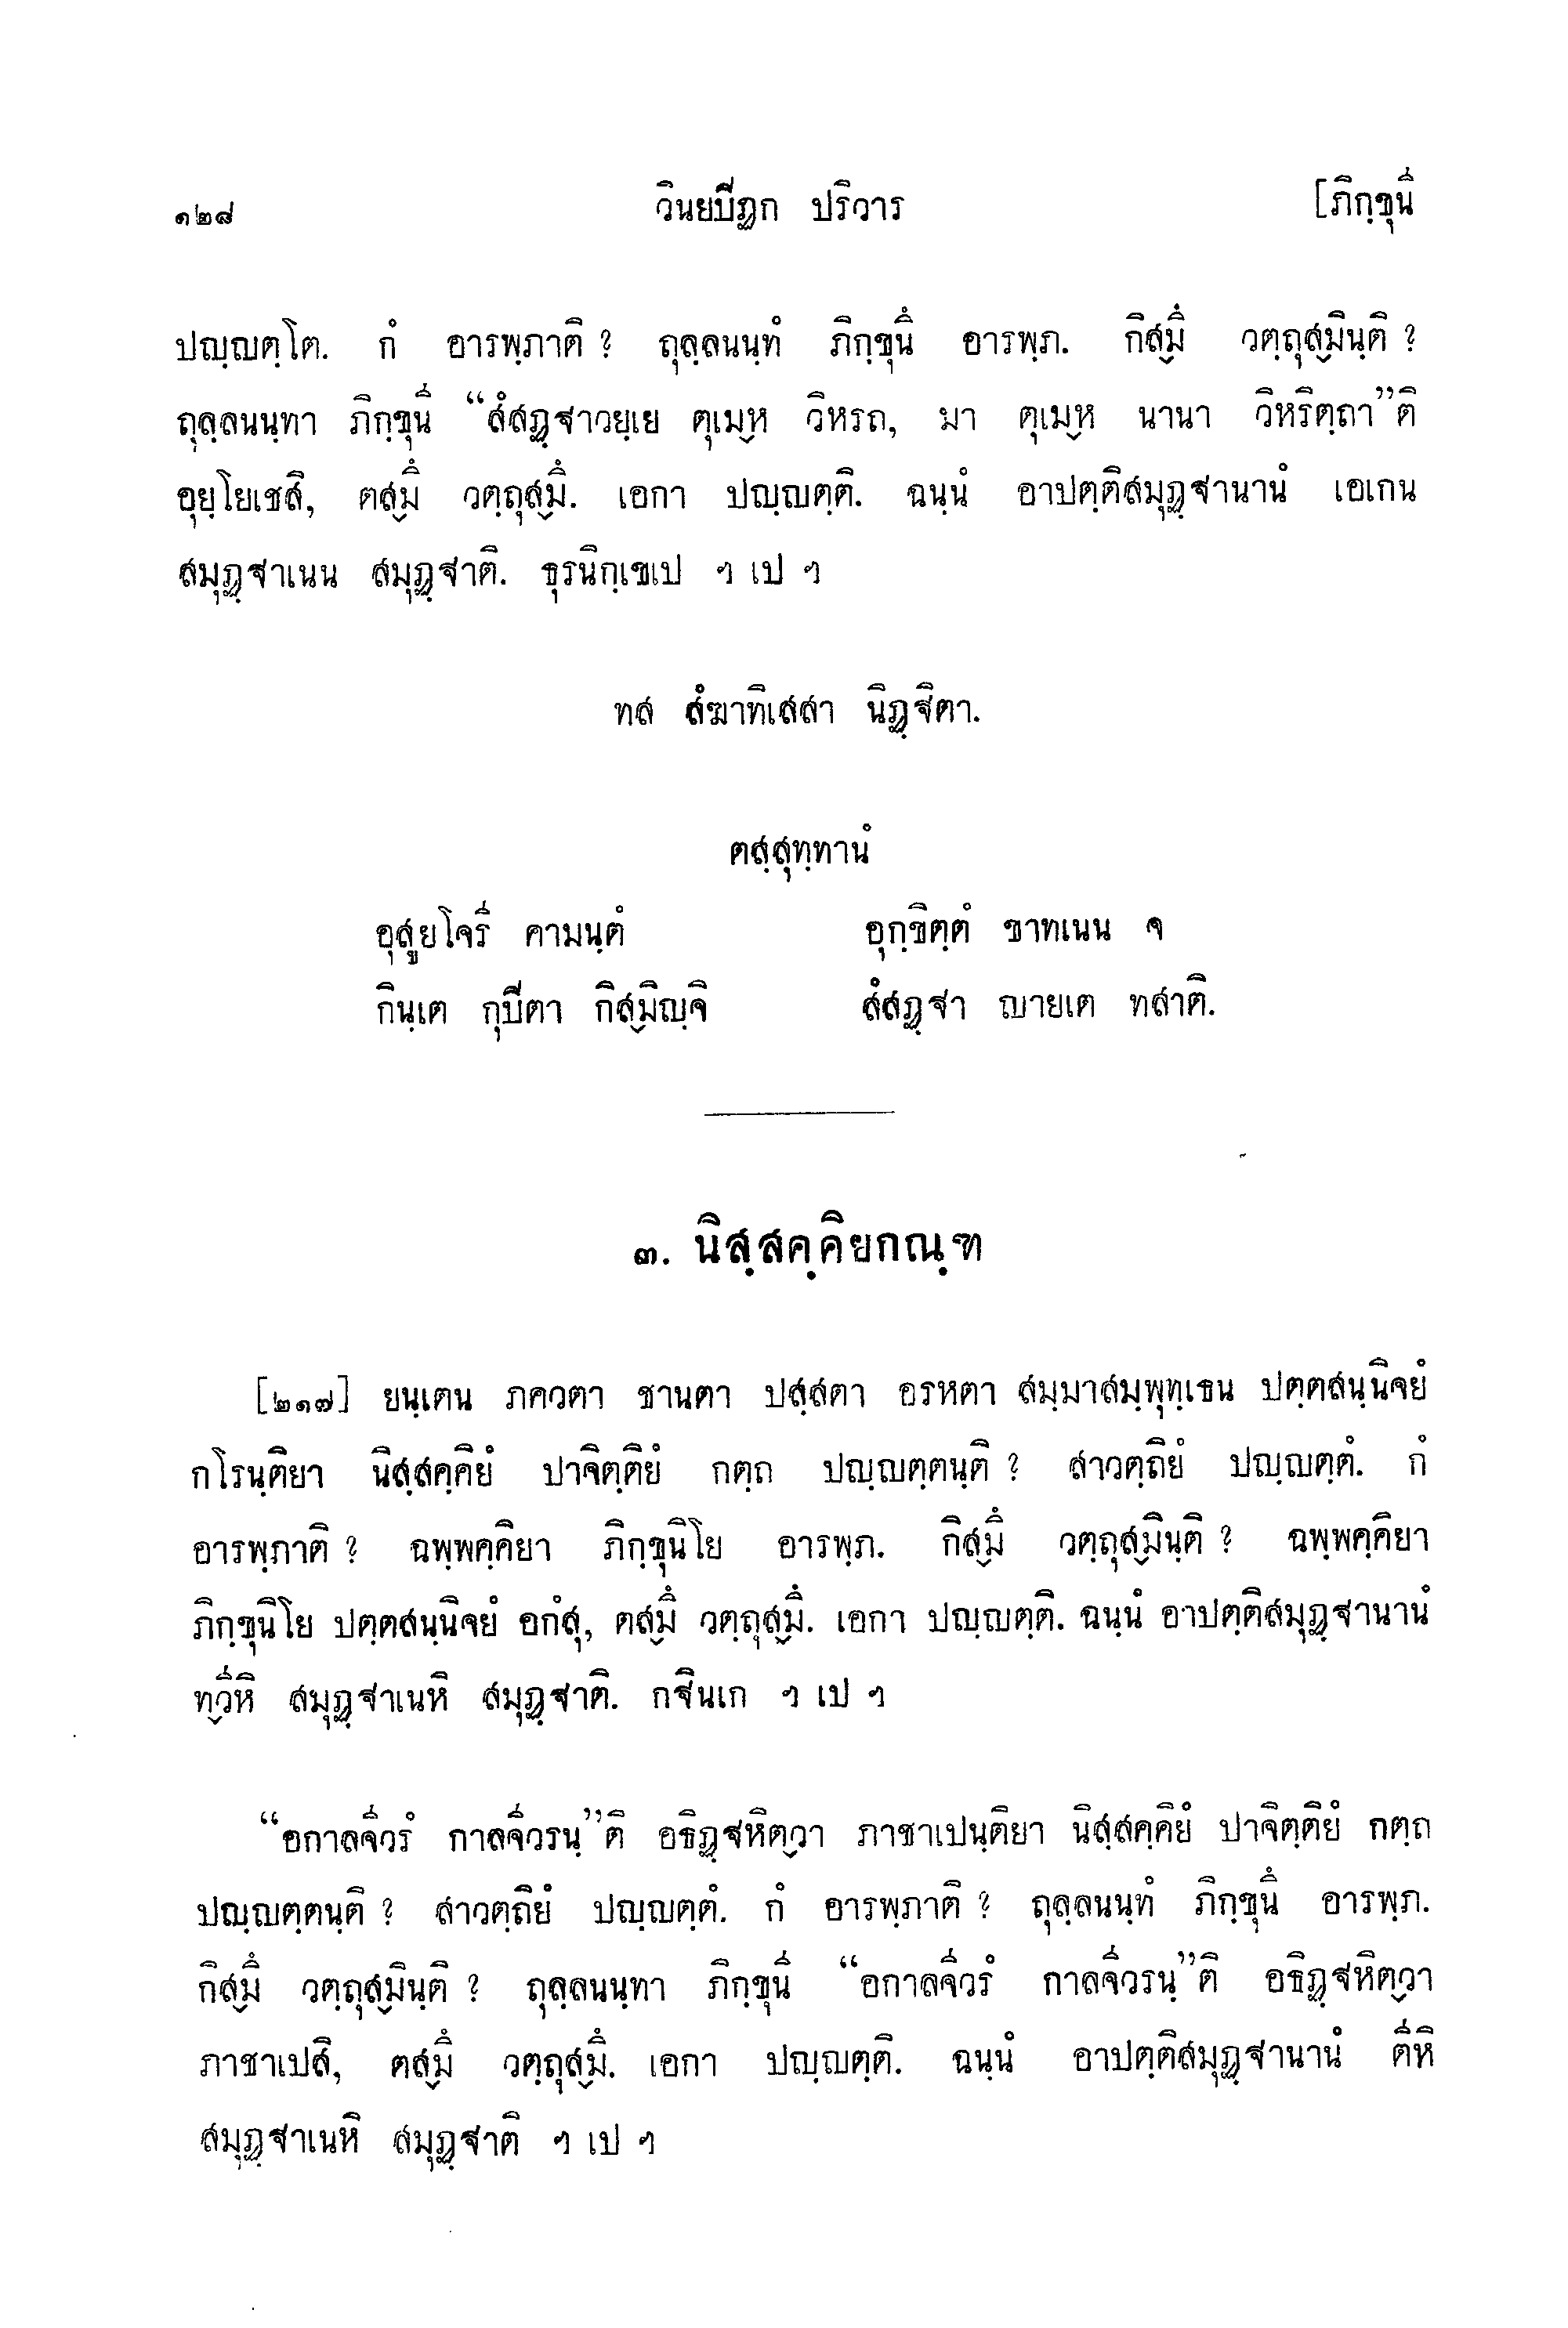 ๑๒๘ วินยปีฏก ปริวาร [ภิกฺขุนี
ปญฺญตฺโต. กํ อารพฺภาติ ? ถุลฺลนนฺทํ ภิกฺขุนึ อารพฺภ. กิสฺมึ วตฺถุสฺมินฺติ ?
ถุลฺลนนฺทา ภิกฺขุนี “สํสฏฺฐาวยฺเย ตุเมฺห วิหรถ, มา ตุเมฺห นานา วิหริตฺถา”ติ
อุยฺโยเชสิ, ตสฺมึ วตฺถุสฺมึ. เอกา ปญฺญตฺติ. ฉนฺนํ อาปตฺติสมุฏฺฐานานํ เอเกน
สมุฏฺฐาเนน สมุฏฺฐาติ. ธุรนิกฺเขเป ฯ เป ฯ
ทส สํฆาทิเสสา นิฏฺฐิตา.
ตสฺสุทฺทานํ
อุสูยโจรี คามนฺตํ อุกฺขิตฺตํ ขาทเนน จ
กินฺเต กุปีตา กิสฺมิญฺจิ สํสฏฺฐา ญายเต ทสาติ.
๓. นิสฺสคฺคิยกณฺฑ
[๒๑๗] ยนฺเตน ภควตา ชานตา ปสฺสตา อรหตา สมฺมาสมฺพุทฺเธน ปตฺตสนฺนิจยํ
กโรนฺติยา นิสฺสคฺคิยํ ปาจิตฺติยํ กตฺถ ปญฺญตฺตนฺติ ? สาวตฺถิยํ ปญฺญตฺตํ. กํ
อารพฺภาติ ? ฉพฺพคฺคิยา ภิกฺขุนิโย อารพฺภ. กิสฺมึ วตฺถุสฺมินฺติ ? ฉพฺพคฺคิยา
ภิกฺขุนิโย ปตฺตสนฺนิจยํ อกํสุ, ตสฺมึ วตฺถุสฺมึ. เอกา ปญฺญตฺติ. ฉนฺนํ อาปตฺติสมุฏฺฐานานํ
ทฺวีหิ สมุฏฺฐาเนหิ สมุฏฺฐาติ. กฐินเก ฯ เป ฯ
“อกาลจีวรํ กาลจีวรนฺ”ติ อธิฏฺฐหิตฺวา ภาชาเปนฺติยา นิสฺสคฺคิยํ ปาจิตฺติยํ กตฺถ
ปญฺญตฺตนฺติ ? สาวตฺถิยํ ปญฺญตฺตํ. กํ อารพฺภาติ ? ถุลฺลนนฺทํ ภิกฺขุนึ อารพฺภ.
กิสฺมึ วตฺถุสฺมินฺติ ? ถุลฺลนนฺทา ภิกฺขุนี “อกาลจีวรํ กาลจีวรนฺ”ติ อธิฏฺฐหิตฺวา
ภาชาเปสิ, ตสฺมึ วตฺถุสฺมึ. เอกา ปญฺญตฺติ. ฉนฺนํ อาปตฺติสมุฏฺฐานานํ ตีหิ
สมุฏฺฐาเนหิ สมุฏฺฐาติ ฯ เป ฯ